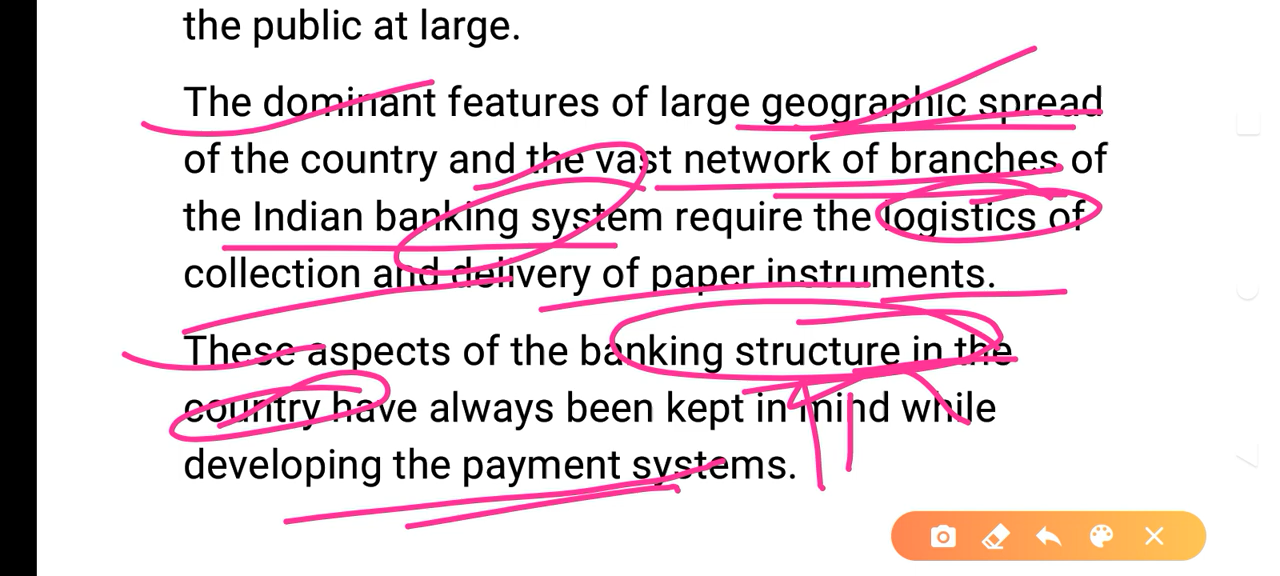 the public at large.
The dominant features of large geographic spread
of the country and the vast network of branches of
the Indian banking system require the logistics of
collection and delivery of paper instruments.
These aspects of the banking structure in the
country have always been kept in mind while
developing the payment systems.